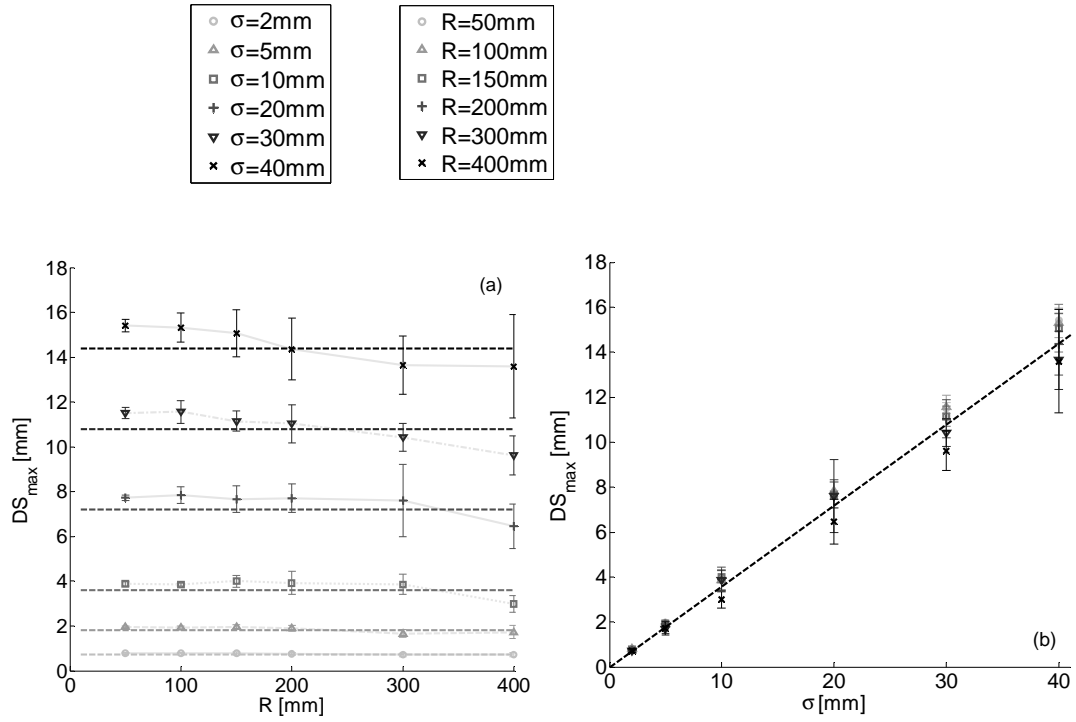 σ=2mm
σ=5mm
σ=10mm
σ=20mm
σ=30mm
σ=40mm
R=50mm
R=100mm
R=150mm
R=200mm
R=300mm
R=400mm
(a)
18
16
14
12
10
8
6
4
2
0
DSmax [mm]
0 100 200 300 400
R [mm]
18
16
14
12
10
8
6
4
2
0
DSmax [mm]
(b)
0 10 20 30 40
σ [mm]